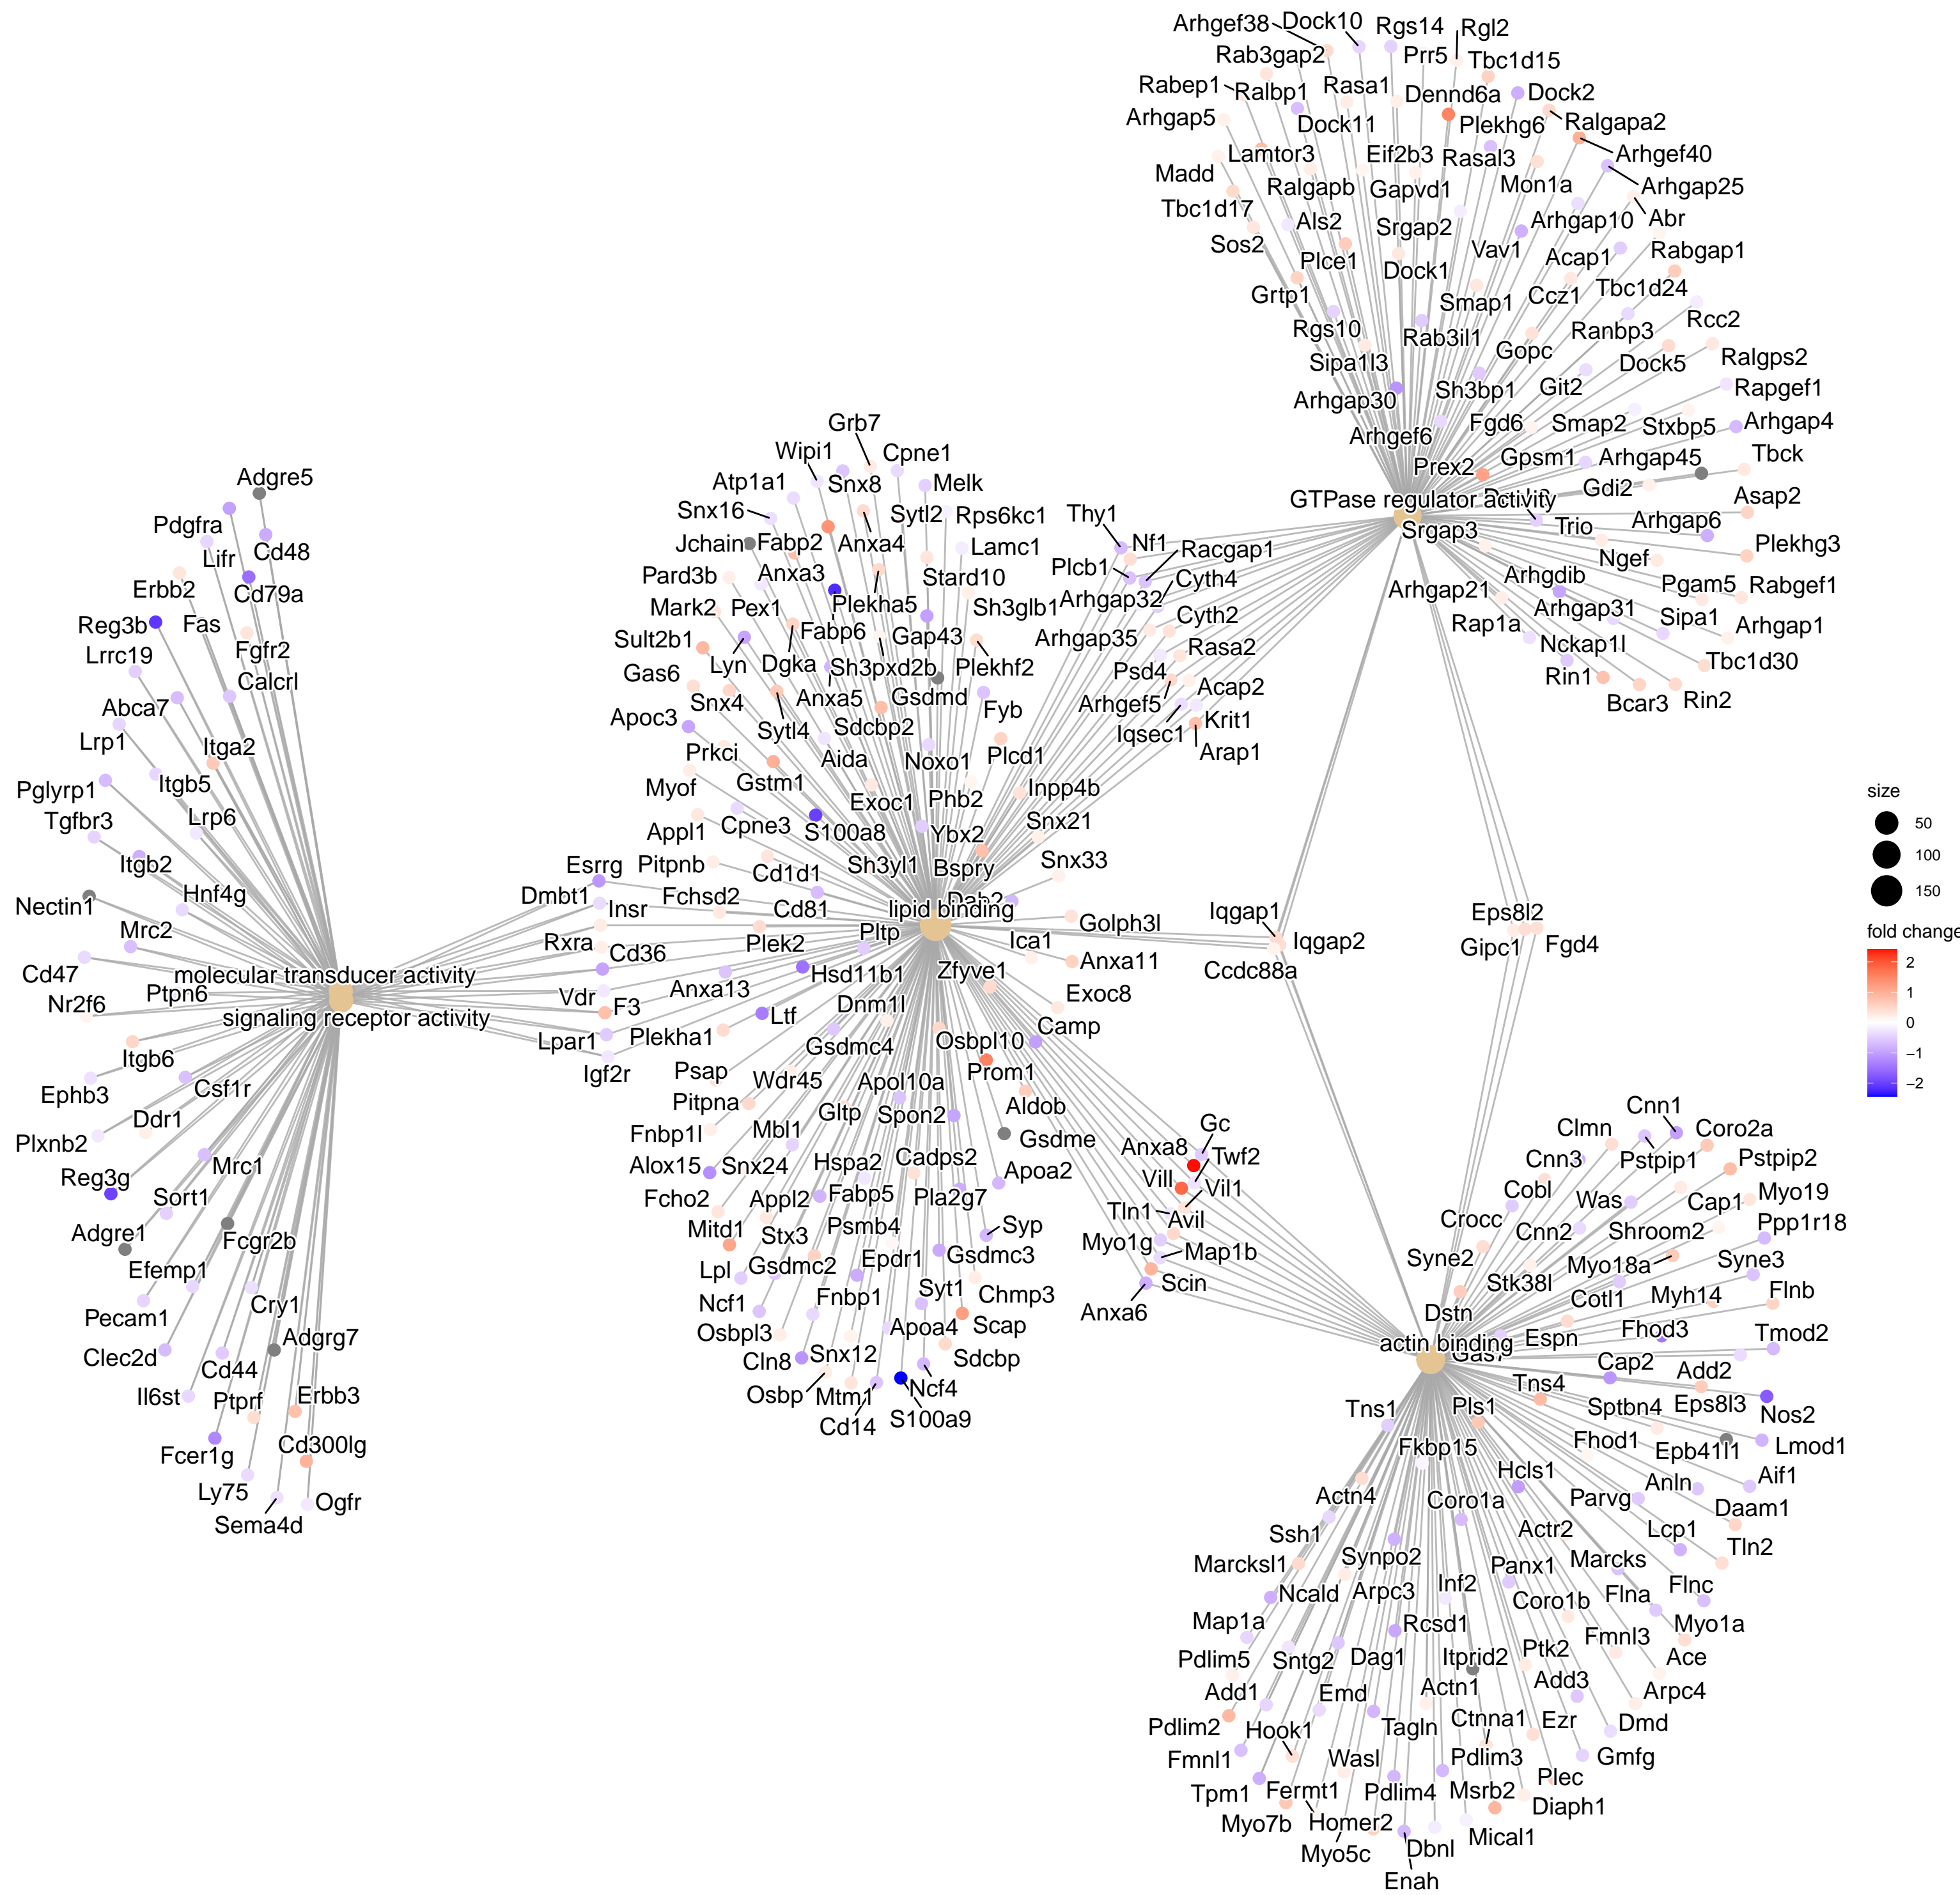 Arhgef38
Dock10
Rgs14
Rgl2
Rab3gap2
Prr5
Tbc1d15
Rabep1
Ralbp1
Rasa1
Dennd6a
Dock2
Arhgap5
Dock11
Plekhg6
Ralgapa2
Lamtor3
Eif2b3
Rasal3
Arhgef40
Madd
Ralgapb
Gapvd1
Mon1a
Arhgap25
Tbc1d17
Als2
Srgap2
Arhgap10
Abr
Sos2
Plce1
Dock1
Vav1
Acap1
Rabgap1
Grtp1
Smap1
Ccz1
Tbc1d24
Rgs10
Rab3il1
Ranbp3
Rcc2
Sipa1l3
Gopc
Dock5
Ralgps2
Arhgap30
Sh3bp1
Git2
Rapgef1
Arhgef6
Fgd6
Smap2
Stxbp5
Arhgap4
Prex2
Gpsm1
Arhgap45
Tbck
GTPase regulator activity
Gdi2
Asap2
Srgap3
Trio
Arhgap6
Ngef
Plekhg3
Arhgap21
Arhgdib
Pgam5
Rabgef1
Rap1a
Arhgap31
Sipa1
Arhgap1
Nckap1l
Tbc1d30
Rin1
Bcar3
Rin2
Thy1
Nf1
Racgap1
Plcb1
Cyth4
Arhgap32
Cyth2
Arhgap35
Rasa2
Psd4
Acap2
Arhgef5
Krit1
Iqsec1
Arap1
Grb7
Wipi1
Cpne1
Atp1a1
Snx8
Melk
Snx16
Sytl2
Rps6kc1
Jchain
Fabp2
Anxa4
Lamc1
Pard3b
Anxa3
Stard10
Mark2
Pex1
Plekha5
Sh3glb1
Sult2b1
Fabp6
Gap43
Lyn
Dgka
Sh3pxd2b
Plekhf2
Gas6
Snx4
Anxa5
Gsdmd
Fyb
Apoc3
Sytl4
Sdcbp2
Prkci
Aida
Noxo1
Plcd1
Myof
Gstm1
Exoc1
Phb2
Inpp4b
Appl1
Cpne3
S100a8
Ybx2
Snx21
Esrrg
Pitpnb
Cd1d1
Sh3yl1
Bspry
Snx33
Dmbt1
Insr
Fchsd2
Cd81
Dab2
lipid binding
Golph3l
Rxra
Cd36
Plek2
Pltp
Ica1
Anxa11
Vdr
F3
Anxa13
Hsd11b1
Zfyve1
Exoc8
Lpar1
Plekha1
Ltf
Dnm1l
Camp
Igf2r
Psap
Gsdmc4
Osbpl10
Wdr45
Apol10a
Prom1
Pitpna
Gltp
Spon2
Aldob
Fnbp1l
Mbl1
Gsdme
Alox15
Snx24
Hspa2
Cadps2
Apoa2
Fcho2
Appl2
Fabp5
Pla2g7
Mitd1
Stx3
Psmb4
Syp
Lpl
Gsdmc2
Epdr1
Gsdmc3
Ncf1
Fnbp1
Syt1
Chmp3
Osbpl3
Apoa4
Scap
Cln8
Snx12
Sdcbp
Osbp
Mtm1
Ncf4
Cd14
S100a9
Adgre5
Pdgfra
Cd48
Lifr
Erbb2
Cd79a
Reg3b
Fas
Lrrc19
Fgfr2
Calcrl
Abca7
Lrp1
Itga2
Pglyrp1
Itgb5
Tgfbr3
Lrp6
Itgb2
Nectin1
Hnf4g
Mrc2
Cd47
molecular transducer activity
Nr2f6
Ptpn6
signaling receptor activity
Itgb6
Ephb3
Csf1r
Ddr1
Plxnb2
Reg3g
Mrc1
Sort1
Adgre1
Fcgr2b
Efemp1
Pecam1
Cry1
Clec2d
Adgrg7
Cd44
Il6st
Ptprf
Erbb3
Fcer1g
Cd300lg
Ly75
Ogfr
Sema4d
Iqgap1
Iqgap2
Ccdc88a
Eps8l2
Gipc1
Fgd4
Gc
Anxa8
Twf2
Vill
Vil1
Tln1
Avil
Myo1g
Map1b
Scin
Anxa6
Cnn1
Clmn
Coro2a
Cnn3
Pstpip1
Pstpip2
Cobl
Was
Cap1
Myo19
Crocc
Cnn2
Shroom2
Ppp1r18
Syne2
Myo18a
Syne3
Stk38l
Cotl1
Myh14
Flnb
Dstn
Espn
Fhod3
Tmod2
actin binding
Gas7
Cap2
Add2
Tns4
Eps8l3
Nos2
Tns1
Pls1
Sptbn4
Fkbp15
Fhod1
Epb41l1
Lmod1
Hcls1
Anln
Aif1
Actn4
Coro1a
Parvg
Daam1
Ssh1
Actr2
Lcp1
Tln2
Marcksl1
Synpo2
Panx1
Marcks
Ncald
Arpc3
Inf2
Flna
Flnc
Map1a
Rcsd1
Coro1b
Myo1a
Pdlim5
Sntg2
Dag1
Itprid2
Ptk2
Fmnl3
Ace
Add1
Emd
Actn1
Add3
Arpc4
Pdlim2
Hook1
Tagln
Ctnna1
Ezr
Dmd
Fmnl1
Wasl
Pdlim3
Gmfg
Tpm1
Fermt1
Pdlim4
Msrb2
Plec
Myo7b
Homer2
Diaph1
Myo5c
Dbnl
Mical1
Enah
size
50
100
150
fold change
2
1
0
−1
−2